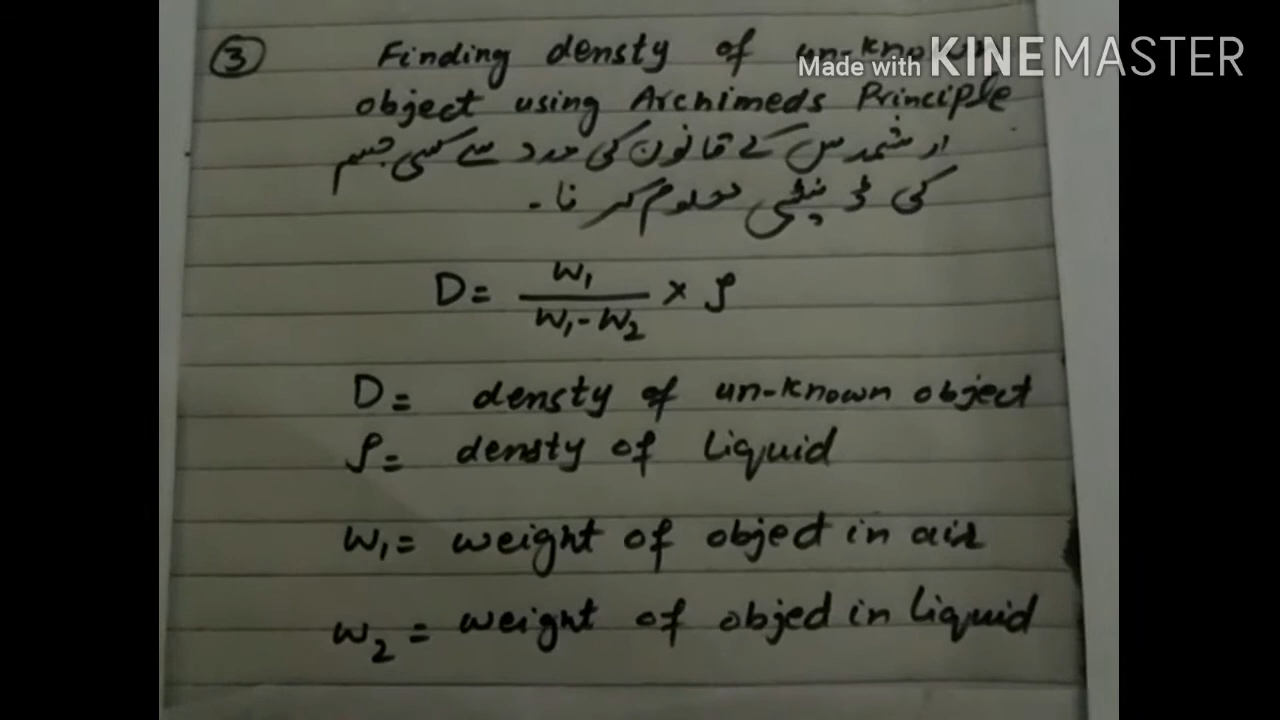 ③ Finding densty of un-known
Made with KINEMASTER
object using Archimeds Principle
ارشمدس کے قانون کی مدد سے کسی جسم
کی ڈینسٹی معلوم کرنا۔
D = W₁ / W₁ - W₂ × ρ
D = densty of un-known object
ρ = densty of Liquid
W₁ = weight of objed in air
W₂ = weight of objed in Liquid